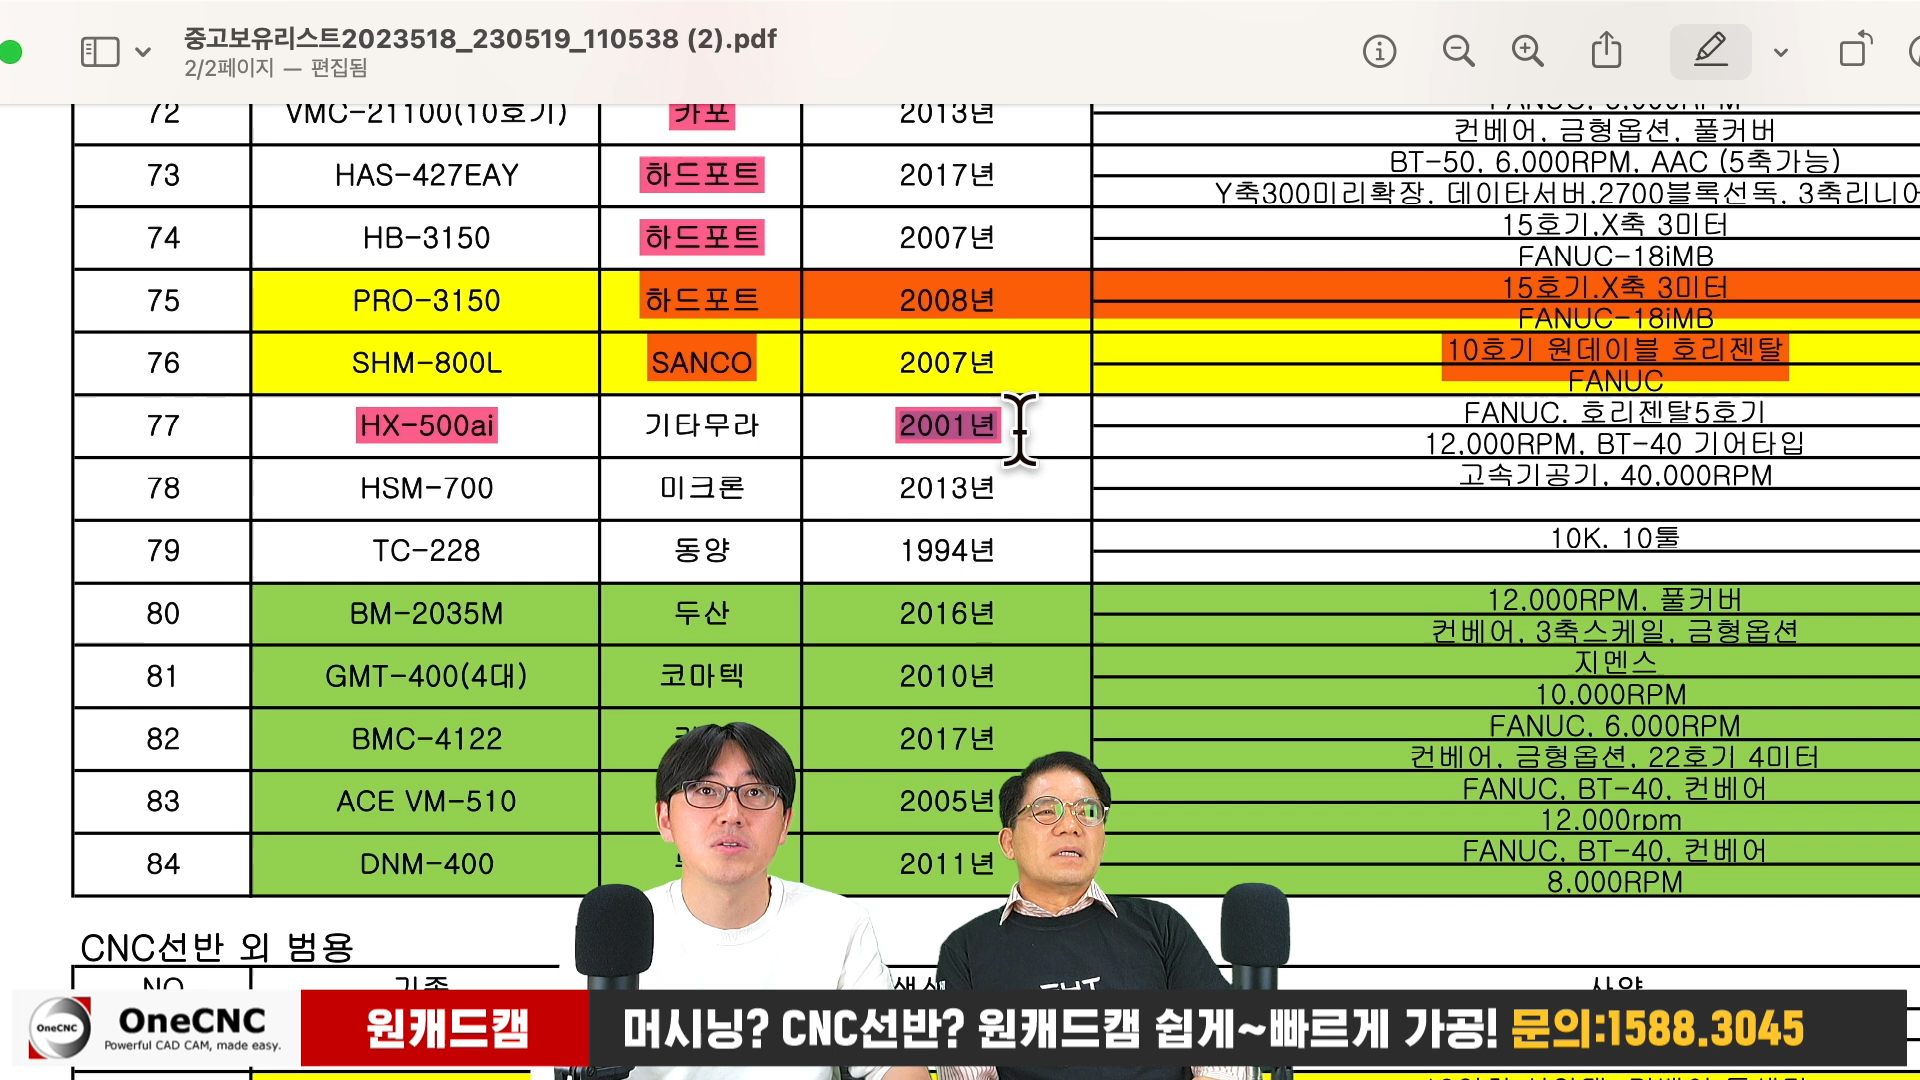 중고보유리스트2023518_230519_110538 (2).pdf
2/2페이지 — 편집됨
72 VMC-21100(10호기) 카포 2013년 FANUC, 6,000RPM
컨베어, 금형옵션, 풀커버
73 HAS-427EAY 하드포트 2017년 BT-50, 6,000RPM, AAC (5축가능)
Y축300미리확장, 데이타서버,2700블록선독, 3축리니어
74 HB-3150 하드포트 2007년 15호기,X축 3미터
FANUC-18iMB
75 PRO-3150 하드포트 2008년 15호기,X축 3미터
FANUC-18iMB
76 SHM-800L SANCO 2007년 10호기 원데이블 호리젠탈
FANUC
77 HX-500ai 기타무라 2001년 FANUC, 호리젠탈5호기
12,000RPM, BT-40 기어타입
78 HSM-700 미크론 2013년 고속기공기, 40,000RPM
79 TC-228 동양 1994년 10K, 10툴
80 BM-2035M 두산 2016년 12,000RPM, 풀커버
컨베어, 3축스케일, 금형옵션
81 GMT-400(4대) 코마텍 2010년 지멘스
10,000RPM
82 BMC-4122 2017년 FANUC, 6,000RPM
컨베어, 금형옵션, 22호기 4미터
83 ACE VM-510 2005년 FANUC, BT-40, 컨베어
12,000rpm
84 DNM-400 2011년 FANUC, BT-40, 컨베어
8,000RPM
CNC선반 외 범용
NO 기종 사양
OneCNC OneCNC
Powerful CAD CAM, made easy.
원캐드캠 머시닝? CNC선반? 원캐드캠 쉽게~빠르게 가공! 문의:1588.3045